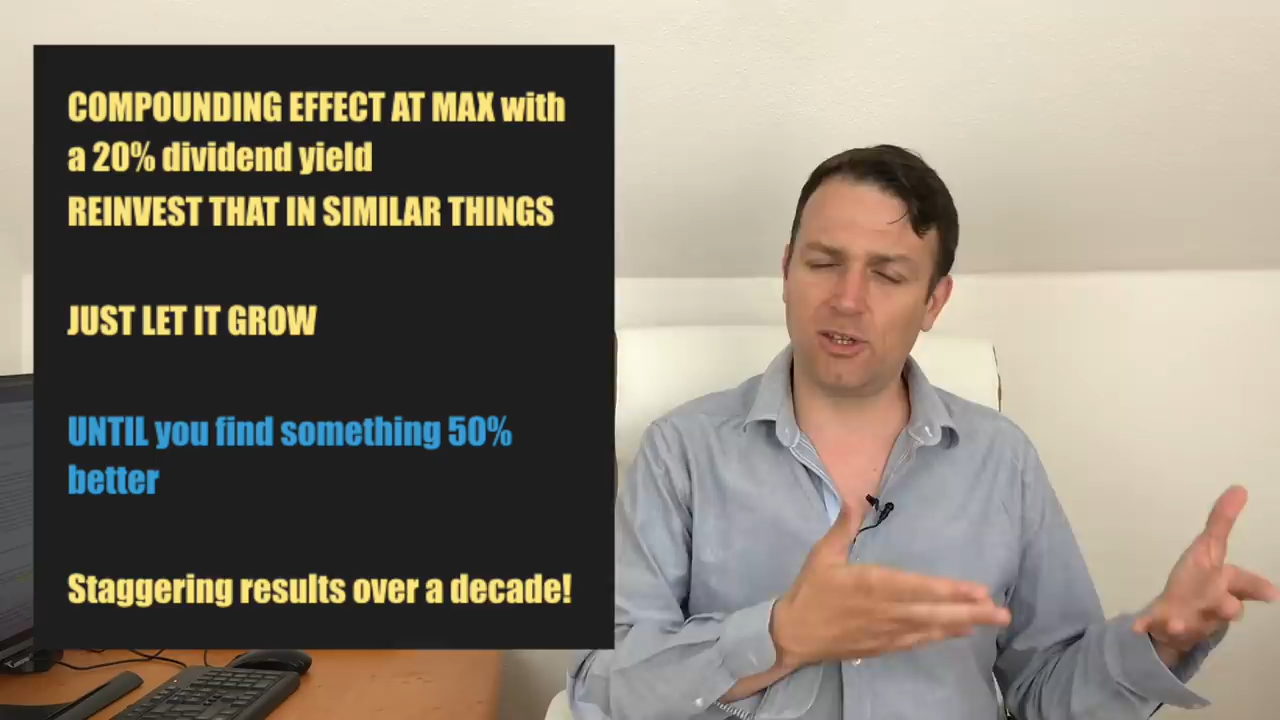 COMPOUNDING EFFECT AT MAX with
a 20% dividend yield
REINVEST THAT IN SIMILAR THINGS
JUST LET IT GROW
UNTIL you find something 50%
better
Staggering results over a decade!